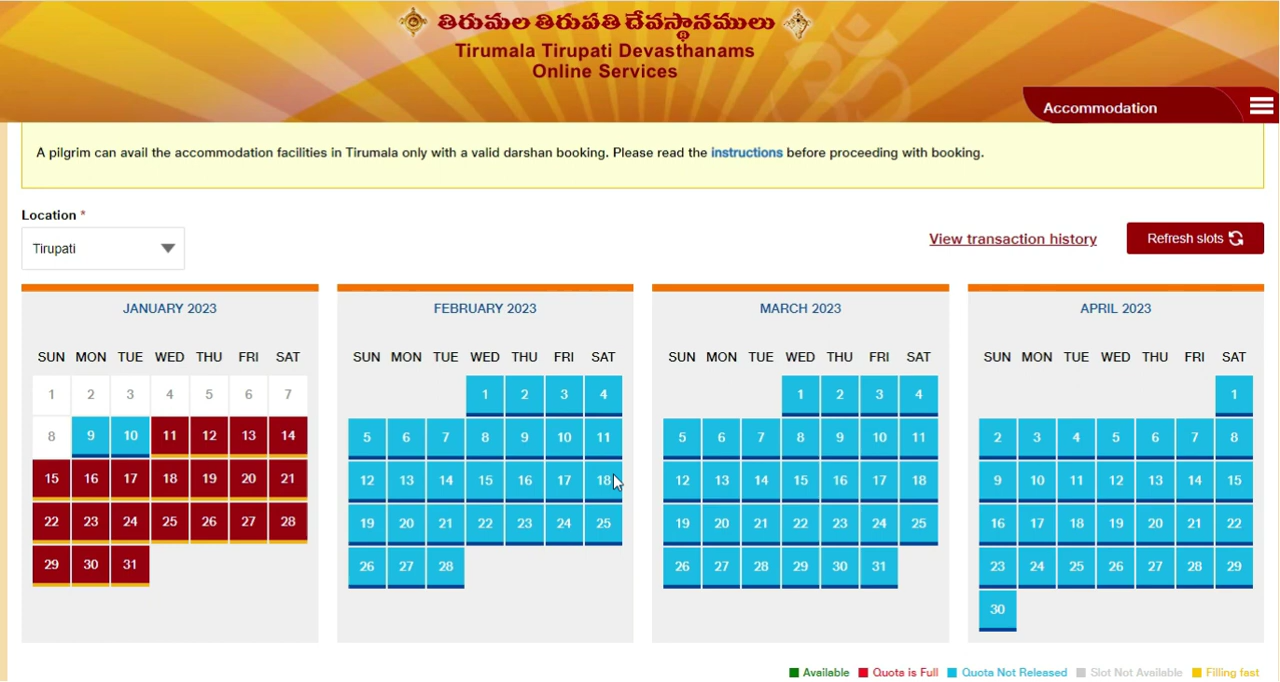 తిరుమల తిరుపతి దేవస్థానములు
Tirumala Tirupati Devasthanams
Online Services
Accommodation
A pilgrim can avail the accommodation facilities in Tirumala only with a valid darshan booking. Please read the instructions before proceeding with booking.
Location *
Tirupati
View transaction history
Refresh slots
JANUARY 2023
SUN MON TUE WED THU FRI SAT
1 2 3 4 5 6 7
8 9 10 11 12 13 14
15 16 17 18 19 20 21
22 23 24 25 26 27 28
29 30 31
FEBRUARY 2023
SUN MON TUE WED THU FRI SAT
1 2 3 4
5 6 7 8 9 10 11
12 13 14 15 16 17 18
19 20 21 22 23 24 25
26 27 28
MARCH 2023
SUN MON TUE WED THU FRI SAT
1 2 3 4
5 6 7 8 9 10 11
12 13 14 15 16 17 18
19 20 21 22 23 24 25
26 27 28 29 30 31
APRIL 2023
SUN MON TUE WED THU FRI SAT
1
2 3 4 5 6 7 8
9 10 11 12 13 14 15
16 17 18 19 20 21 22
23 24 25 26 27 28 29
30
Available Quota is Full Quota Not Released Slot Not Available Filling fast